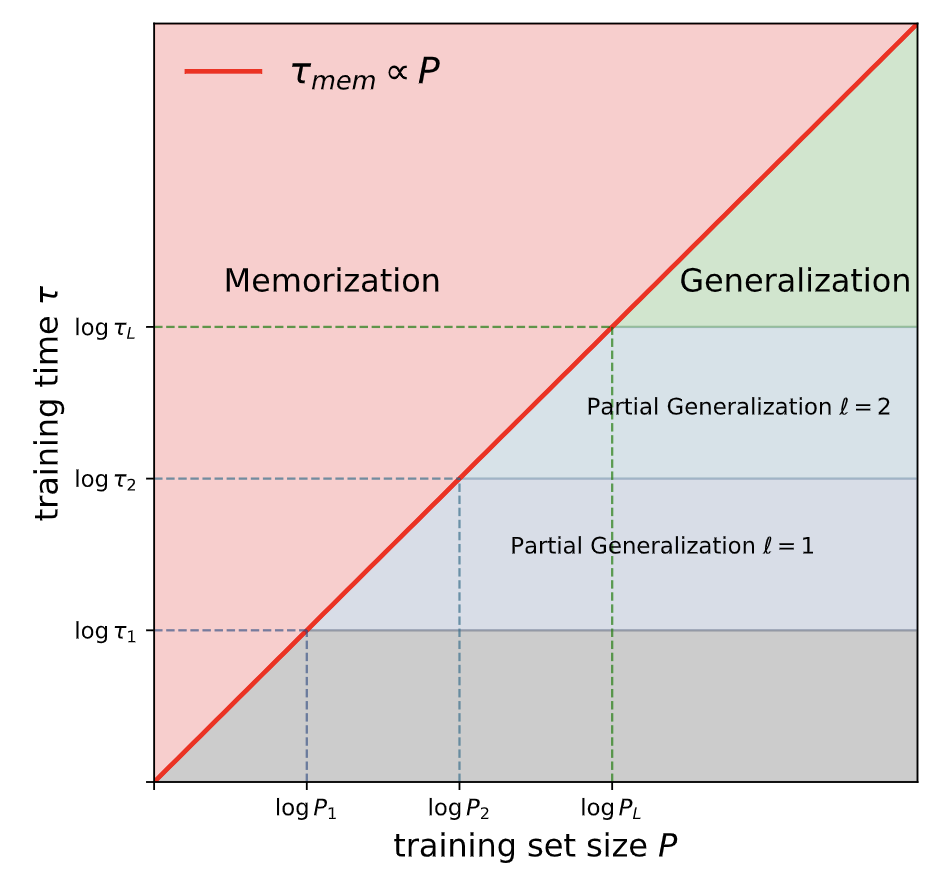 τ_mem ∝ P
Memorization
Generalization
log τ_L
Partial Generalization ℓ = 2
log τ_2
Partial Generalization ℓ = 1
log τ_1
training time τ
log P_1
log P_2
log P_L
training set size P